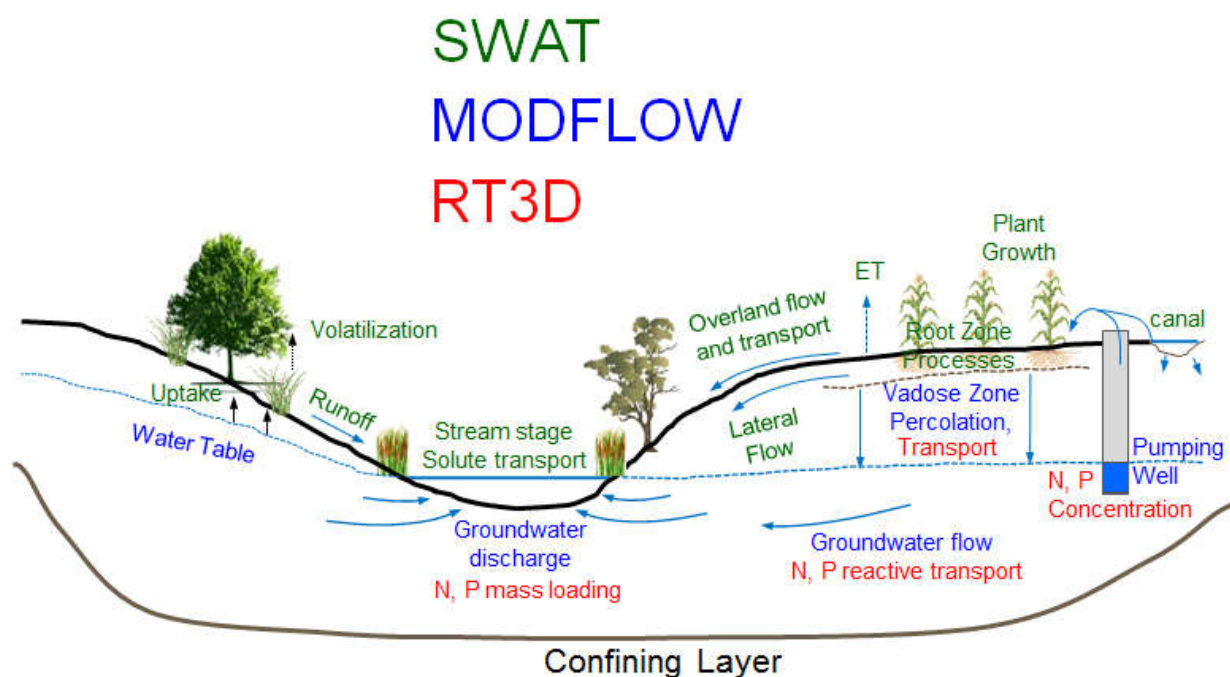 SWAT
MODFLOW
RT3D
Plant
Growth
ET
Volatilization
Overland flow
and transport
canal
Root Zone
Processes
Uptake
Runoff
Vadose Zone
Percolation,
Transport
Water Table
Stream stage
Solute transport
Lateral
Flow
Pumping
Well
N, P
Concentration
Groundwater
discharge
N, P mass loading
Groundwater flow
N, P reactive transport
Confining Layer